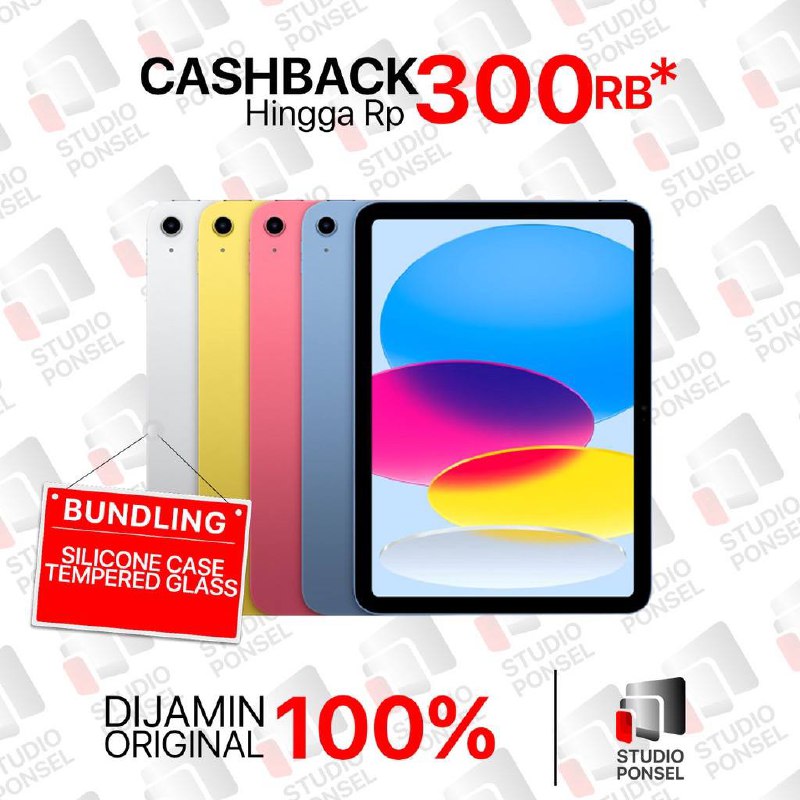 CASHBACK 300RB*
Hingga Rp
BUNDLING
SILICONE CASE
TEMPERED GLASS
DIJAMIN 100%
ORIGINAL
STUDIO
PONSEL